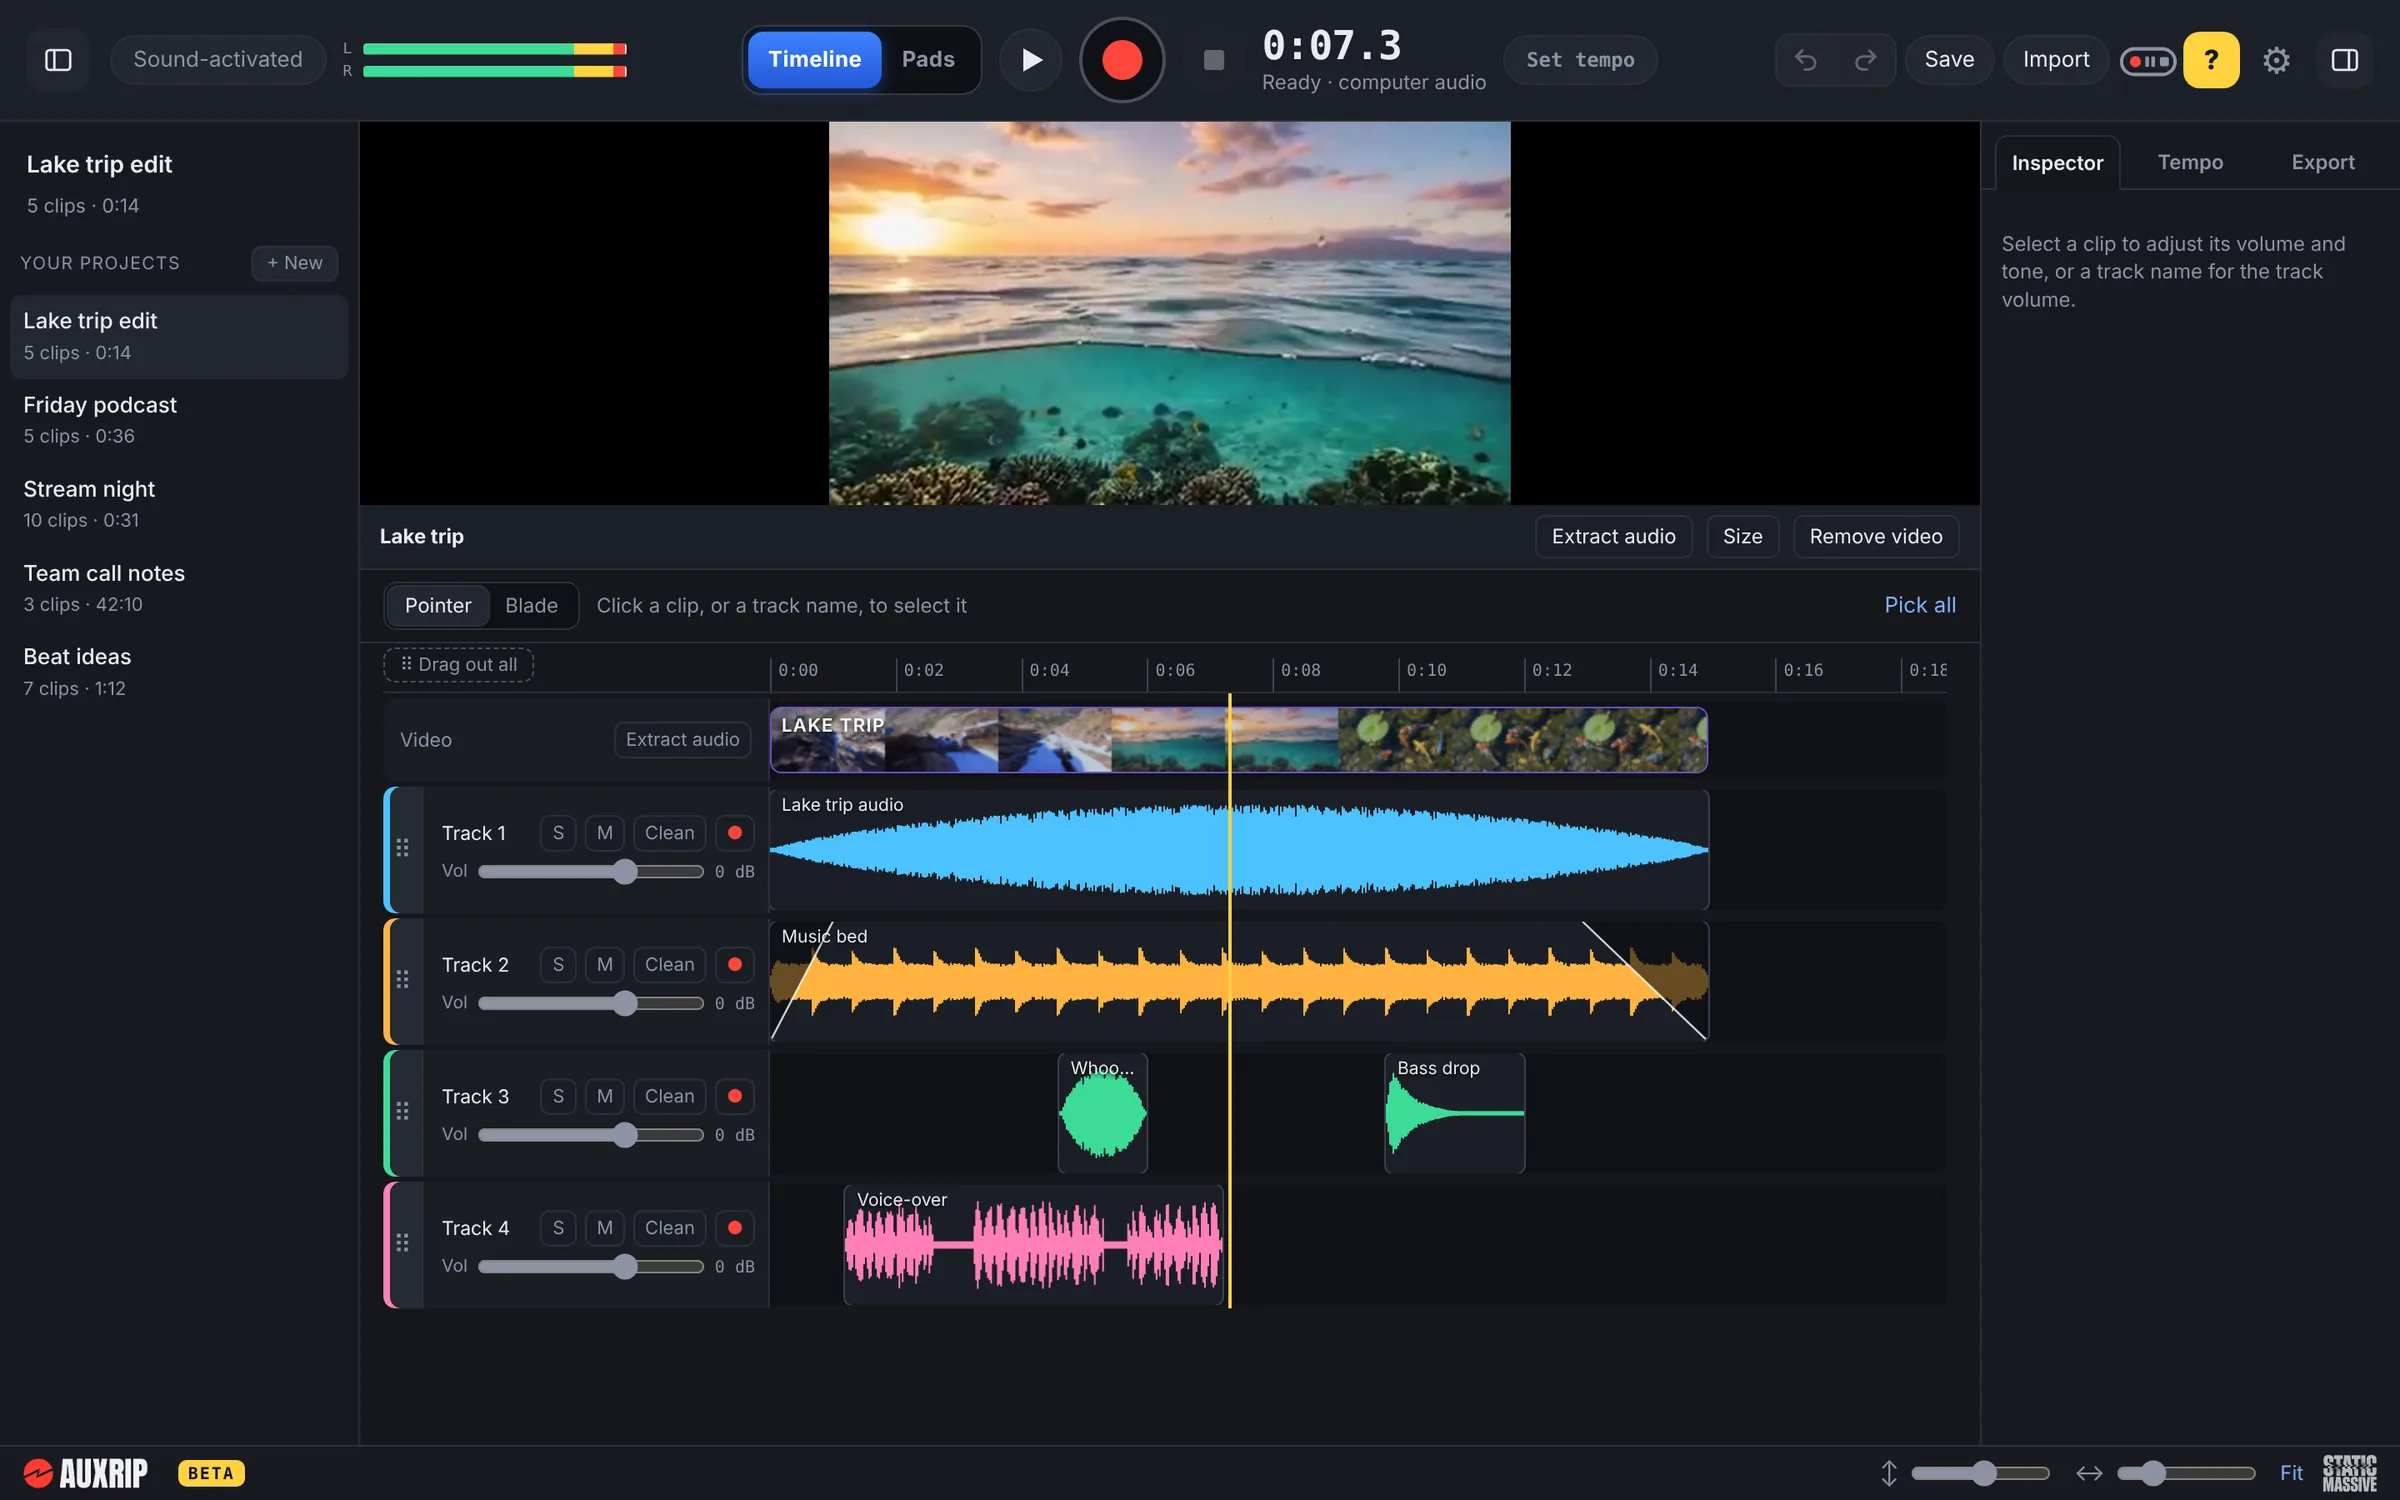 Sound-activated
L
R
Timeline
Pads
0:07.3
Ready · computer audio
Set tempo
Save
Import
?
Lake trip edit
5 clips · 0:14
YOUR PROJECTS
+ New
Lake trip edit
5 clips · 0:14
Friday podcast
5 clips · 0:36
Stream night
10 clips · 0:31
Team call notes
3 clips · 42:10
Beat ideas
7 clips · 1:12
Lake trip
Extract audio
Size
Remove video
Pointer
Blade
Click a clip, or a track name, to select it
Pick all
Drag out all
0:00
0:02
0:04
0:06
0:08
0:10
0:12
0:14
0:16
0:18
Video
Extract audio
LAKE TRIP
Track 1
S
M
Clean
Vol
0 dB
Lake trip audio
Track 2
S
M
Clean
Vol
0 dB
Music bed
Track 3
S
M
Clean
Vol
0 dB
Whoo...
Bass drop
Track 4
S
M
Clean
Vol
0 dB
Voice-over
Inspector
Tempo
Export
Select a clip to adjust its volume and
tone, or a track name for the track
volume.
AUXRIP
BETA
Fit
STATIC
MASSIVE